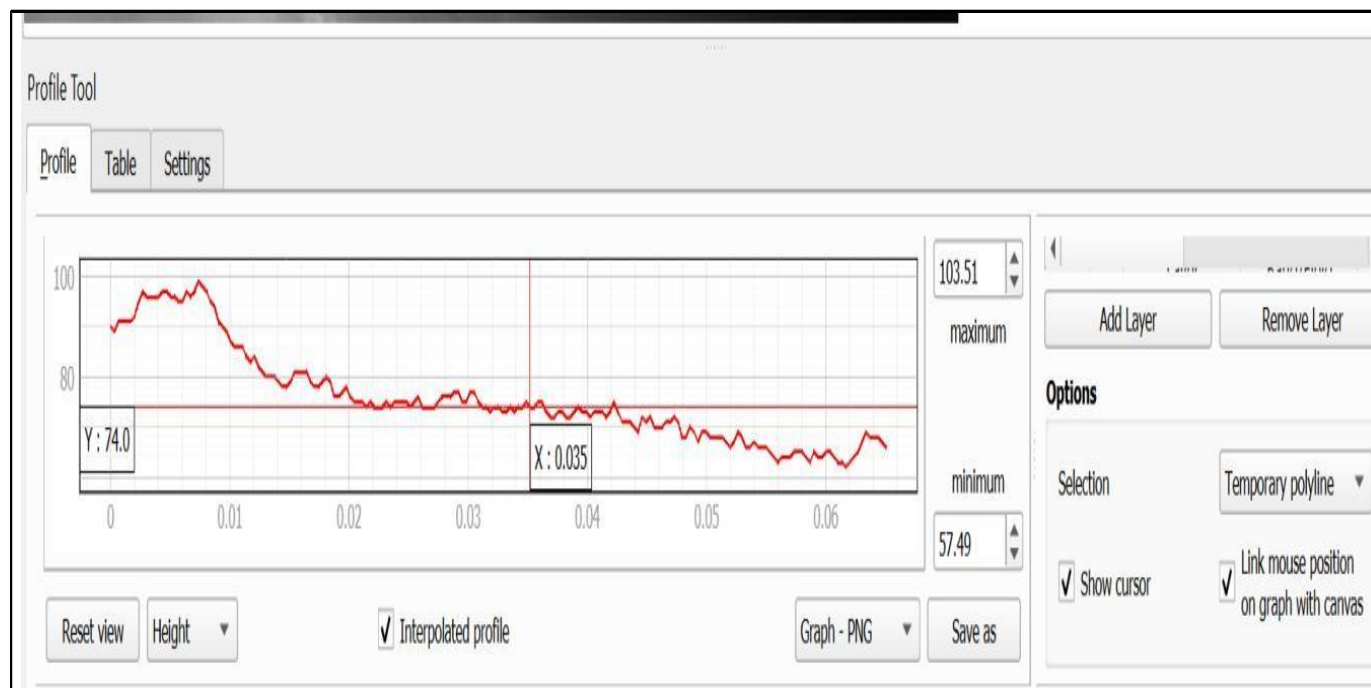 Profile Tool
Profile Table Settings
100
80
Y : 74.0
X : 0.035
0 0.01 0.02 0.03 0.04 0.05 0.06
103.51
maximum
minimum
57.49
Add Layer Remove Layer
Options
Selection Temporary polyline
Show cursor
Link mouse position
on graph with canvas
Reset view Height Interpolated profile Graph - PNG Save as